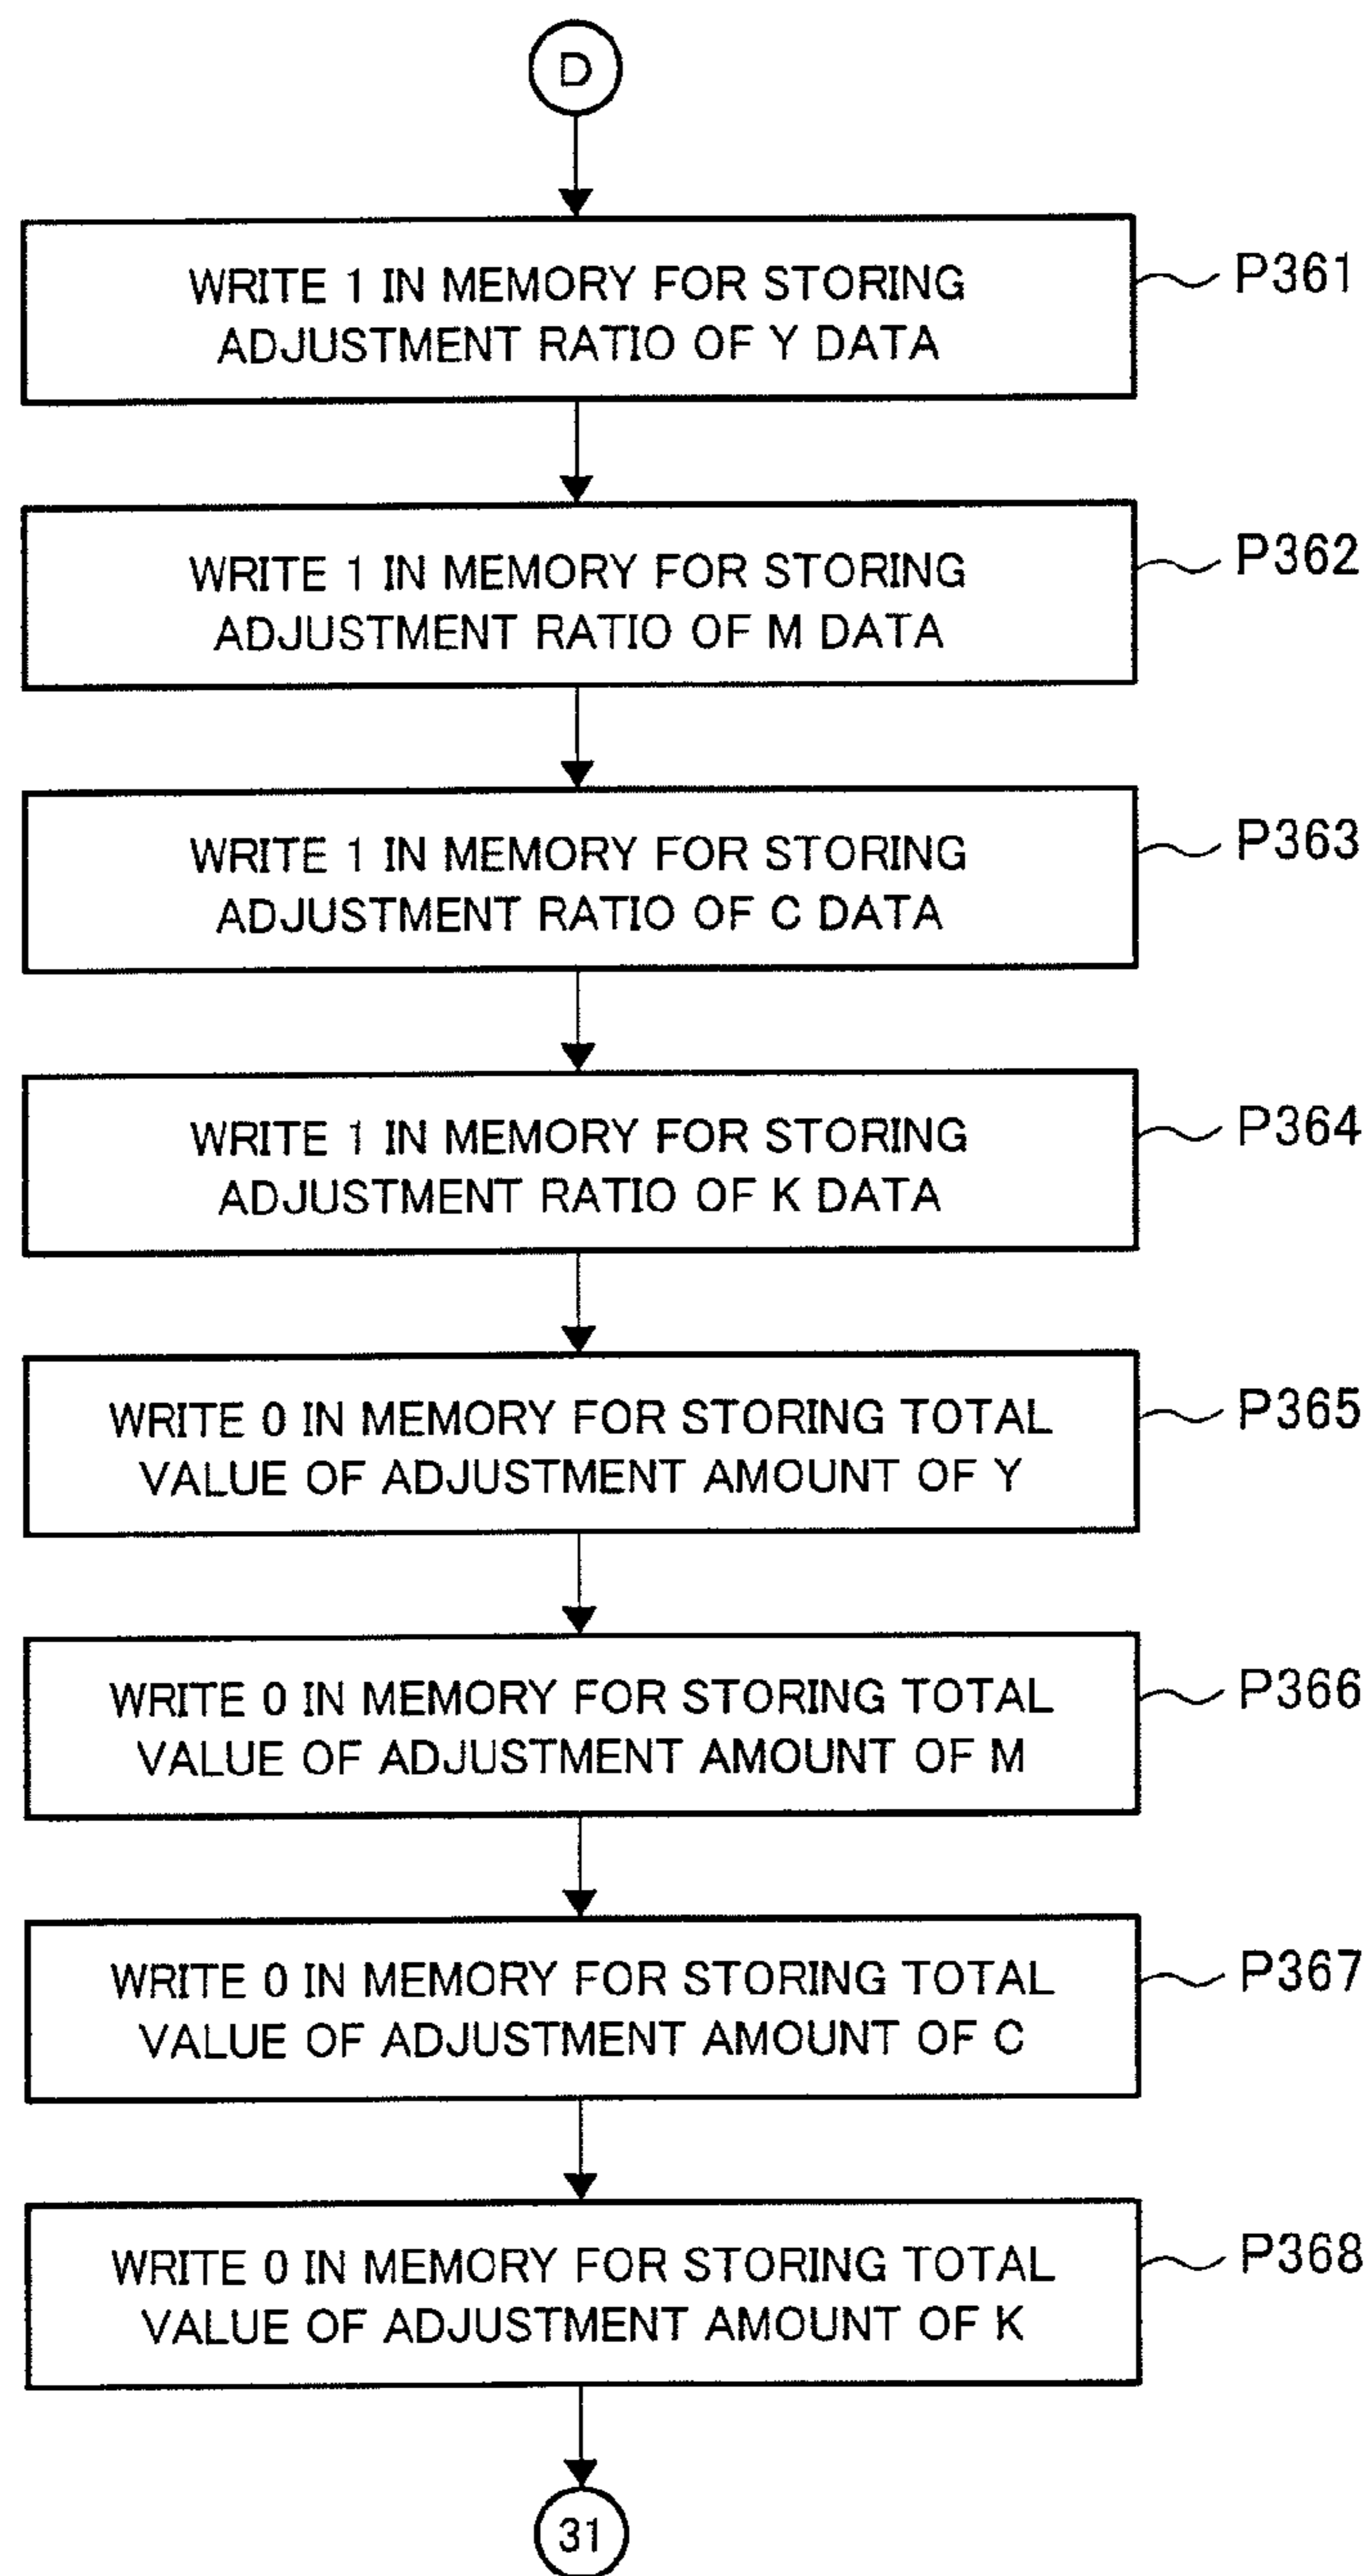 D
WRITE 1 IN MEMORY FOR STORING
ADJUSTMENT RATIO OF Y DATA
P361
WRITE 1 IN MEMORY FOR STORING
ADJUSTMENT RATIO OF M DATA
P362
WRITE 1 IN MEMORY FOR STORING
ADJUSTMENT RATIO OF C DATA
P363
WRITE 1 IN MEMORY FOR STORING
ADJUSTMENT RATIO OF K DATA
P364
WRITE 0 IN MEMORY FOR STORING TOTAL
VALUE OF ADJUSTMENT AMOUNT OF Y
P365
WRITE 0 IN MEMORY FOR STORING TOTAL
VALUE OF ADJUSTMENT AMOUNT OF M
P366
WRITE 0 IN MEMORY FOR STORING TOTAL
VALUE OF ADJUSTMENT AMOUNT OF C
P367
WRITE 0 IN MEMORY FOR STORING TOTAL
VALUE OF ADJUSTMENT AMOUNT OF K
P368
31